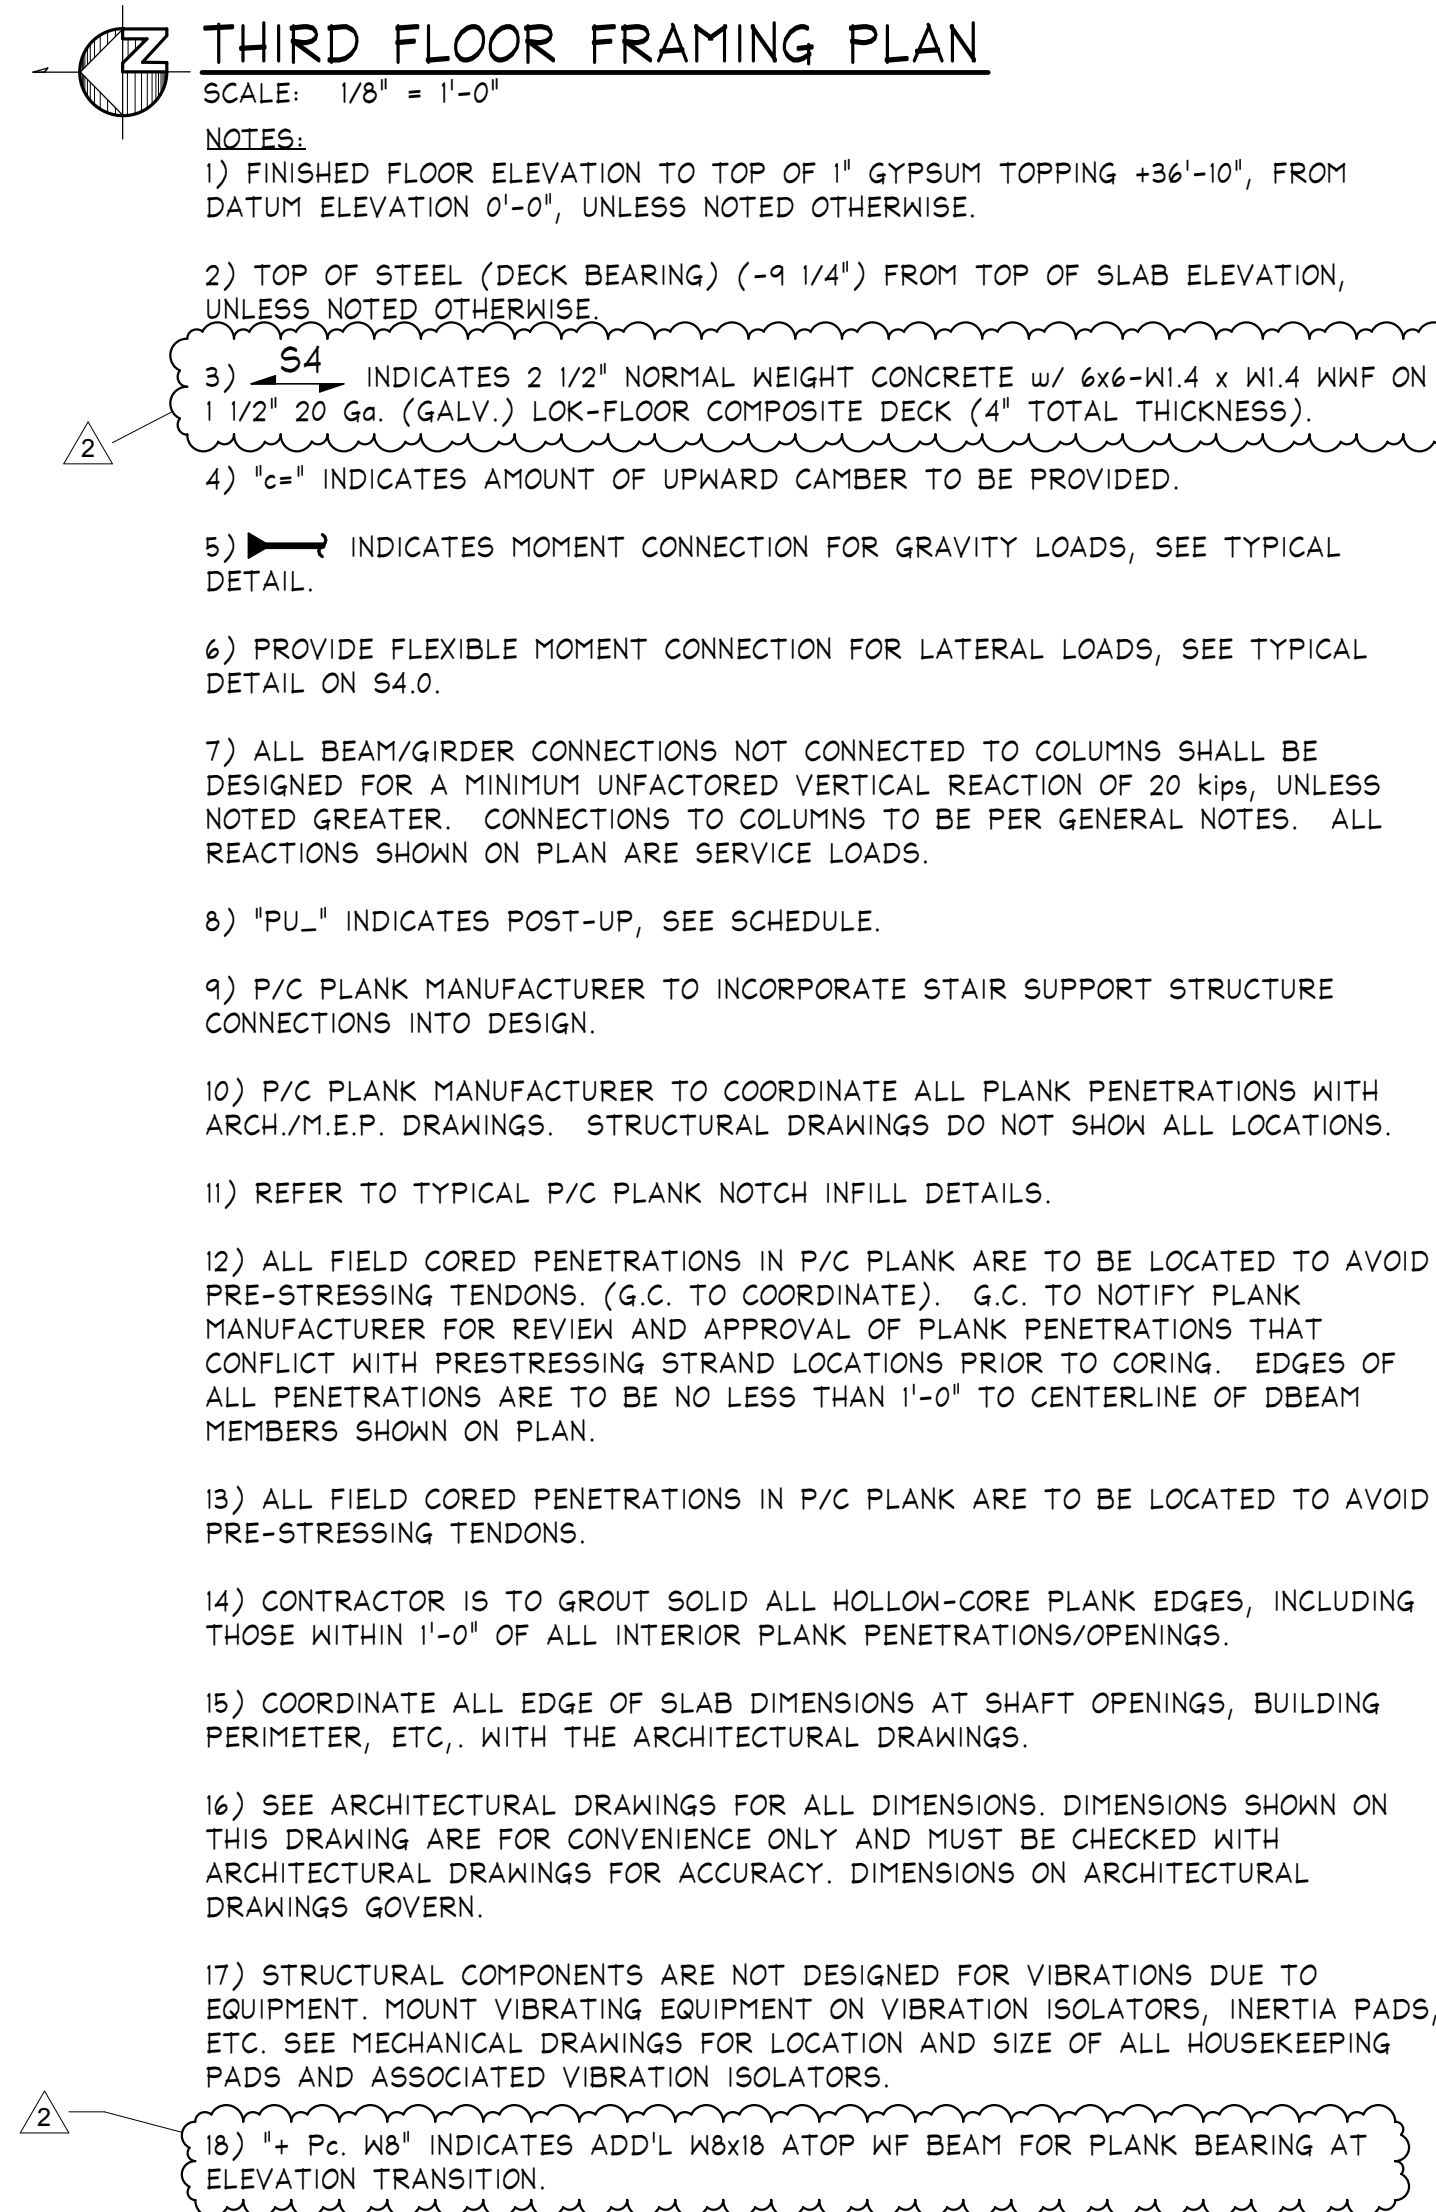 THIRD FLOOR FRAMING PLAN
SCALE: 1/8" = 1'-0"
NOTES:
1) FINISHED FLOOR ELEVATION TO TOP OF 1" GYPSUM TOPPING +36'-10", FROM
DATUM ELEVATION 0'-0", UNLESS NOTED OTHERWISE.
2) TOP OF STEEL (DECK BEARING) (-9 1/4") FROM TOP OF SLAB ELEVATION,
UNLESS NOTED OTHERWISE.
3) S4 INDICATES 2 1/2" NORMAL WEIGHT CONCRETE w/ 6x6-W1.4 x W1.4 WWF ON
1 1/2" 20 Ga. (GALV.) LOK-FLOOR COMPOSITE DECK (4" TOTAL THICKNESS).
2
4) "c=" INDICATES AMOUNT OF UPWARD CAMBER TO BE PROVIDED.
5) INDICATES MOMENT CONNECTION FOR GRAVITY LOADS, SEE TYPICAL
DETAIL.
6) PROVIDE FLEXIBLE MOMENT CONNECTION FOR LATERAL LOADS, SEE TYPICAL
DETAIL ON S4.0.
7) ALL BEAM/GIRDER CONNECTIONS NOT CONNECTED TO COLUMNS SHALL BE
DESIGNED FOR A MINIMUM UNFACTORED VERTICAL REACTION OF 20 kips, UNLESS
NOTED GREATER. CONNECTIONS TO COLUMNS TO BE PER GENERAL NOTES. ALL
REACTIONS SHOWN ON PLAN ARE SERVICE LOADS.
8) "PU_" INDICATES POST-UP, SEE SCHEDULE.
9) P/C PLANK MANUFACTURER TO INCORPORATE STAIR SUPPORT STRUCTURE
CONNECTIONS INTO DESIGN.
10) P/C PLANK MANUFACTURER TO COORDINATE ALL PLANK PENETRATIONS WITH
ARCH./M.E.P. DRAWINGS. STRUCTURAL DRAWINGS DO NOT SHOW ALL LOCATIONS.
11) REFER TO TYPICAL P/C PLANK NOTCH INFILL DETAILS.
12) ALL FIELD CORED PENETRATIONS IN P/C PLANK ARE TO BE LOCATED TO AVOID
PRE-STRESSING TENDONS. (G.C. TO COORDINATE). G.C. TO NOTIFY PLANK
MANUFACTURER FOR REVIEW AND APPROVAL OF PLANK PENETRATIONS THAT
CONFLICT WITH PRESTRESSING STRAND LOCATIONS PRIOR TO CORING. EDGES OF
ALL PENETRATIONS ARE TO BE NO LESS THAN 1'-0" TO CENTERLINE OF DBEAM
MEMBERS SHOWN ON PLAN.
13) ALL FIELD CORED PENETRATIONS IN P/C PLANK ARE TO BE LOCATED TO AVOID
PRE-STRESSING TENDONS.
14) CONTRACTOR IS TO GROUT SOLID ALL HOLLOW-CORE PLANK EDGES, INCLUDING
THOSE WITHIN 1'-0" OF ALL INTERIOR PLANK PENETRATIONS/OPENINGS.
15) COORDINATE ALL EDGE OF SLAB DIMENSIONS AT SHAFT OPENINGS, BUILDING
PERIMETER, ETC,. WITH THE ARCHITECTURAL DRAWINGS.
16) SEE ARCHITECTURAL DRAWINGS FOR ALL DIMENSIONS. DIMENSIONS SHOWN ON
THIS DRAWING ARE FOR CONVENIENCE ONLY AND MUST BE CHECKED WITH
ARCHITECTURAL DRAWINGS FOR ACCURACY. DIMENSIONS ON ARCHITECTURAL
DRAWINGS GOVERN.
17) STRUCTURAL COMPONENTS ARE NOT DESIGNED FOR VIBRATIONS DUE TO
EQUIPMENT. MOUNT VIBRATING EQUIPMENT ON VIBRATION ISOLATORS, INERTIA PADS,
ETC. SEE MECHANICAL DRAWINGS FOR LOCATION AND SIZE OF ALL HOUSEKEEPING
PADS AND ASSOCIATED VIBRATION ISOLATORS.
2
18) "+ Pc. W8" INDICATES ADD'L W8x18 ATOP WF BEAM FOR PLANK BEARING AT
ELEVATION TRANSITION.